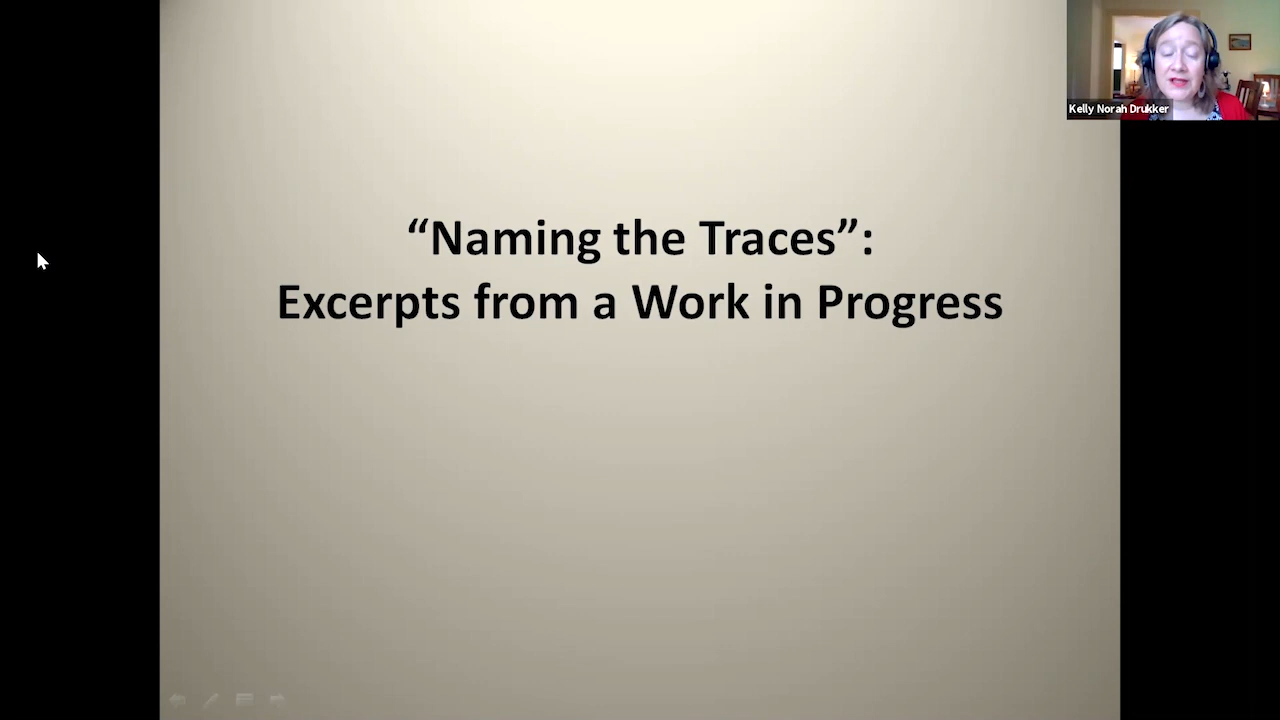 Kelly Norah Drukker
“Naming the Traces”:
Excerpts from a Work in Progress